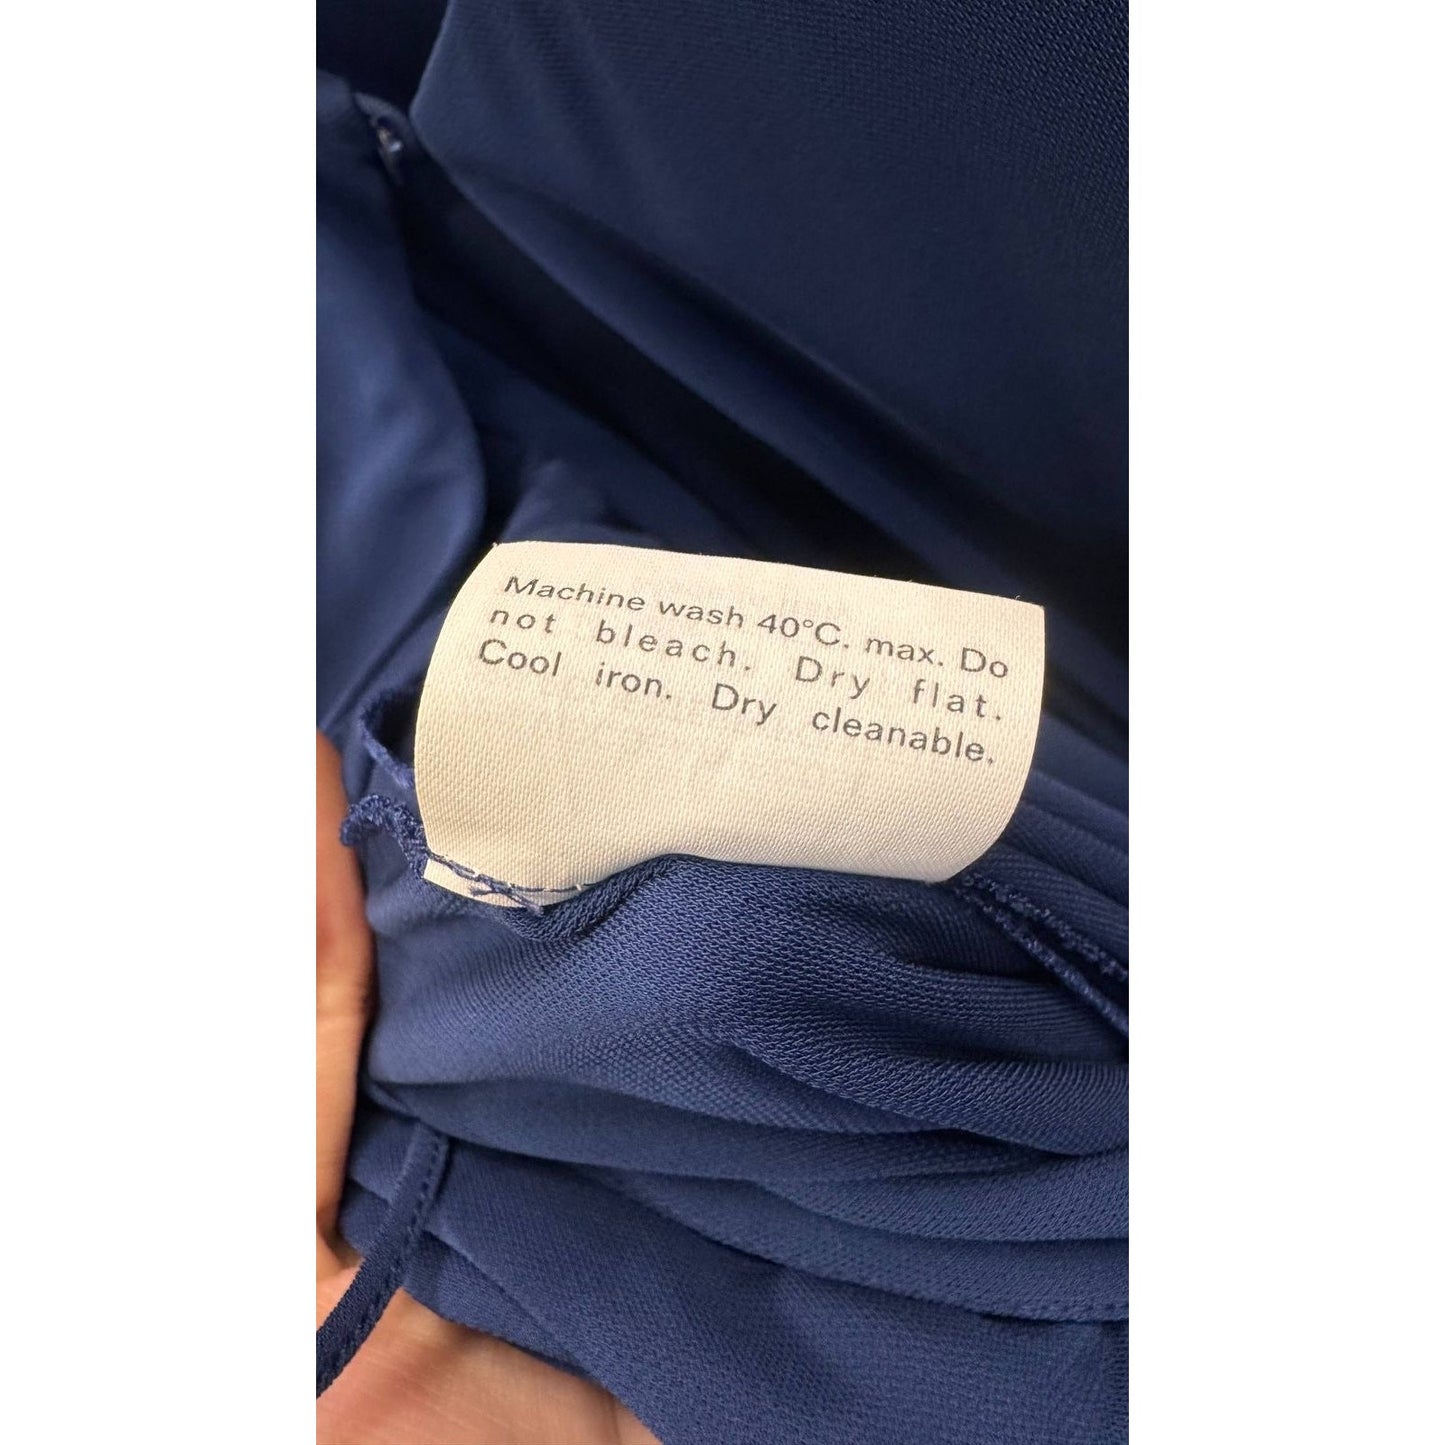 Machine wash 40°C. max. Do
not bleach. Dry flat.
Cool iron. Dry cleanable.